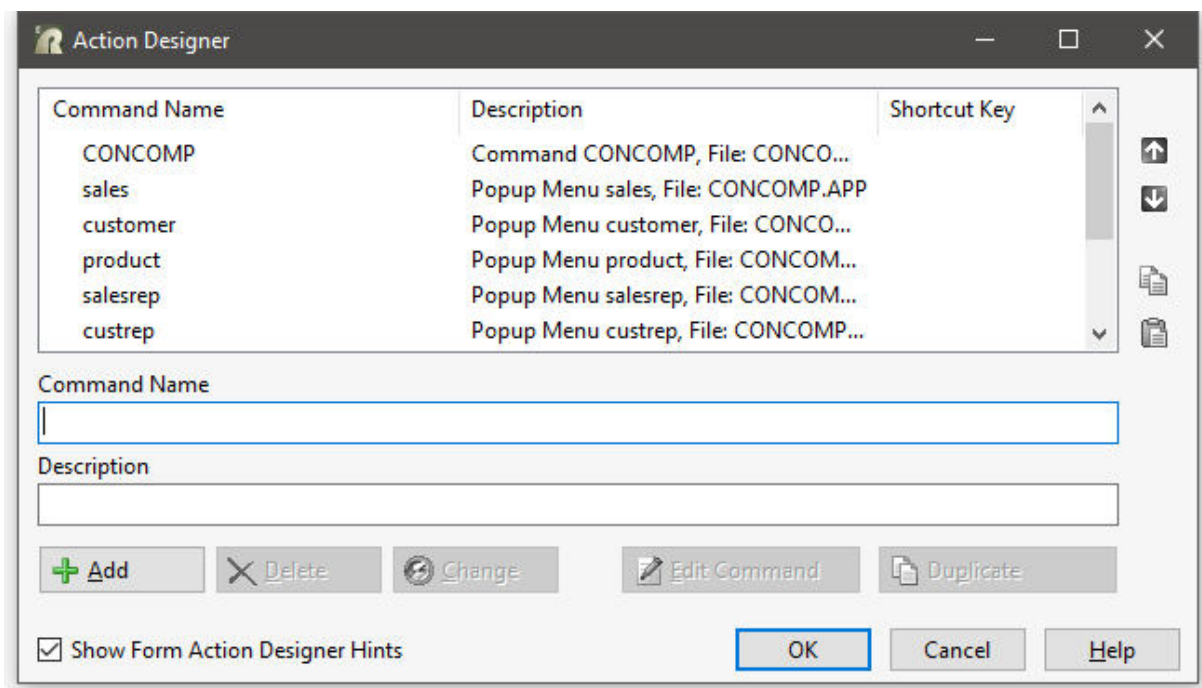 Action Designer
Command Name Description Shortcut Key
CONCOMP Command CONCOMP, File: CONCO...
sales Popup Menu sales, File: CONCOMP.APP
customer Popup Menu customer, File: CONCO...
product Popup Menu product, File: CONCOM...
salesrep Popup Menu salesrep, File: CONCOM...
custrep Popup Menu custrep, File: CONCOMP...
Command Name
Description
Add Delete Change Edit Command Duplicate
Show Form Action Designer Hints OK Cancel Help